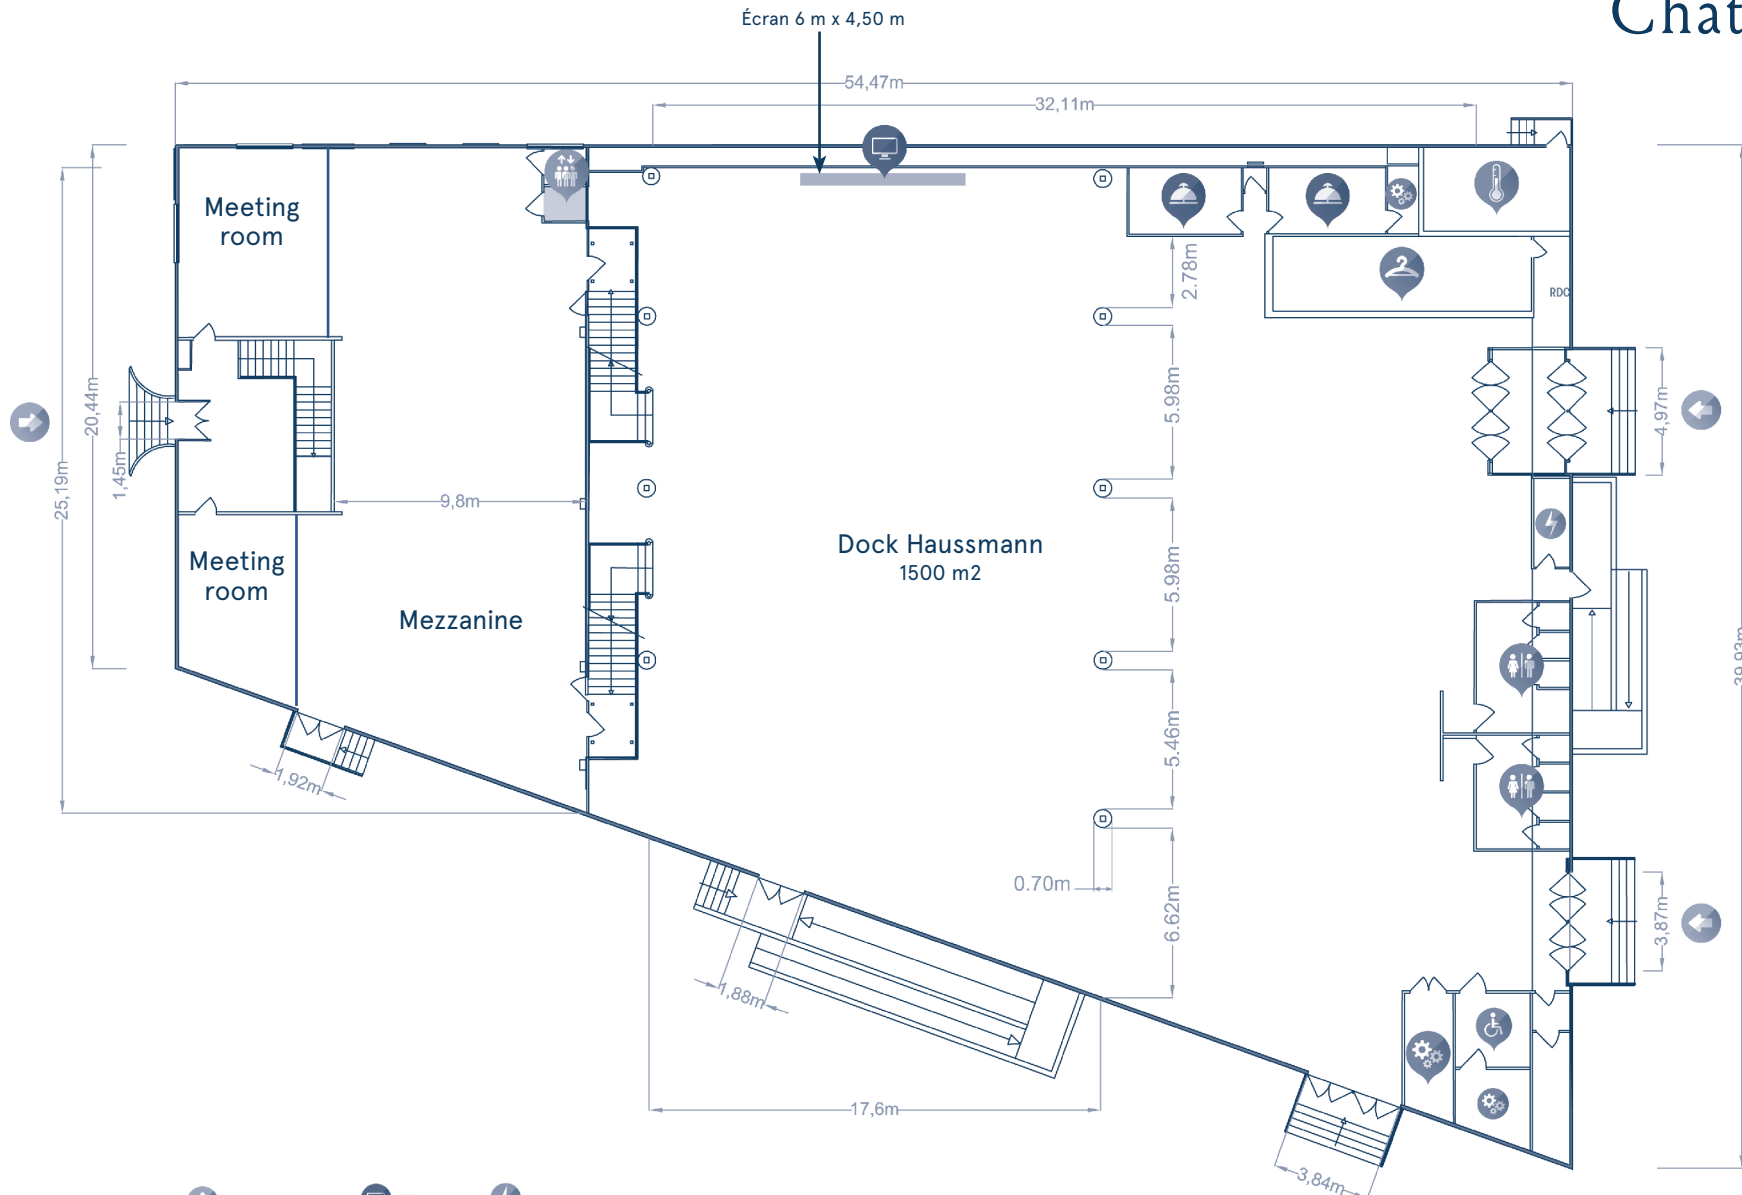 Chat
Écran 6 m x 4,50 m
54,47m
32,11m
Meeting
room
2.78m
RDC
20,44m
25,19m
1,45m
5.98m
4,97m
9,8m
Dock Haussmann
1500 m2
Meeting
room
5.98m
Mezzanine
39,93m
5.46m
1,92m
0.70m
6.62m
3,87m
1,88m
17,6m
3,84m